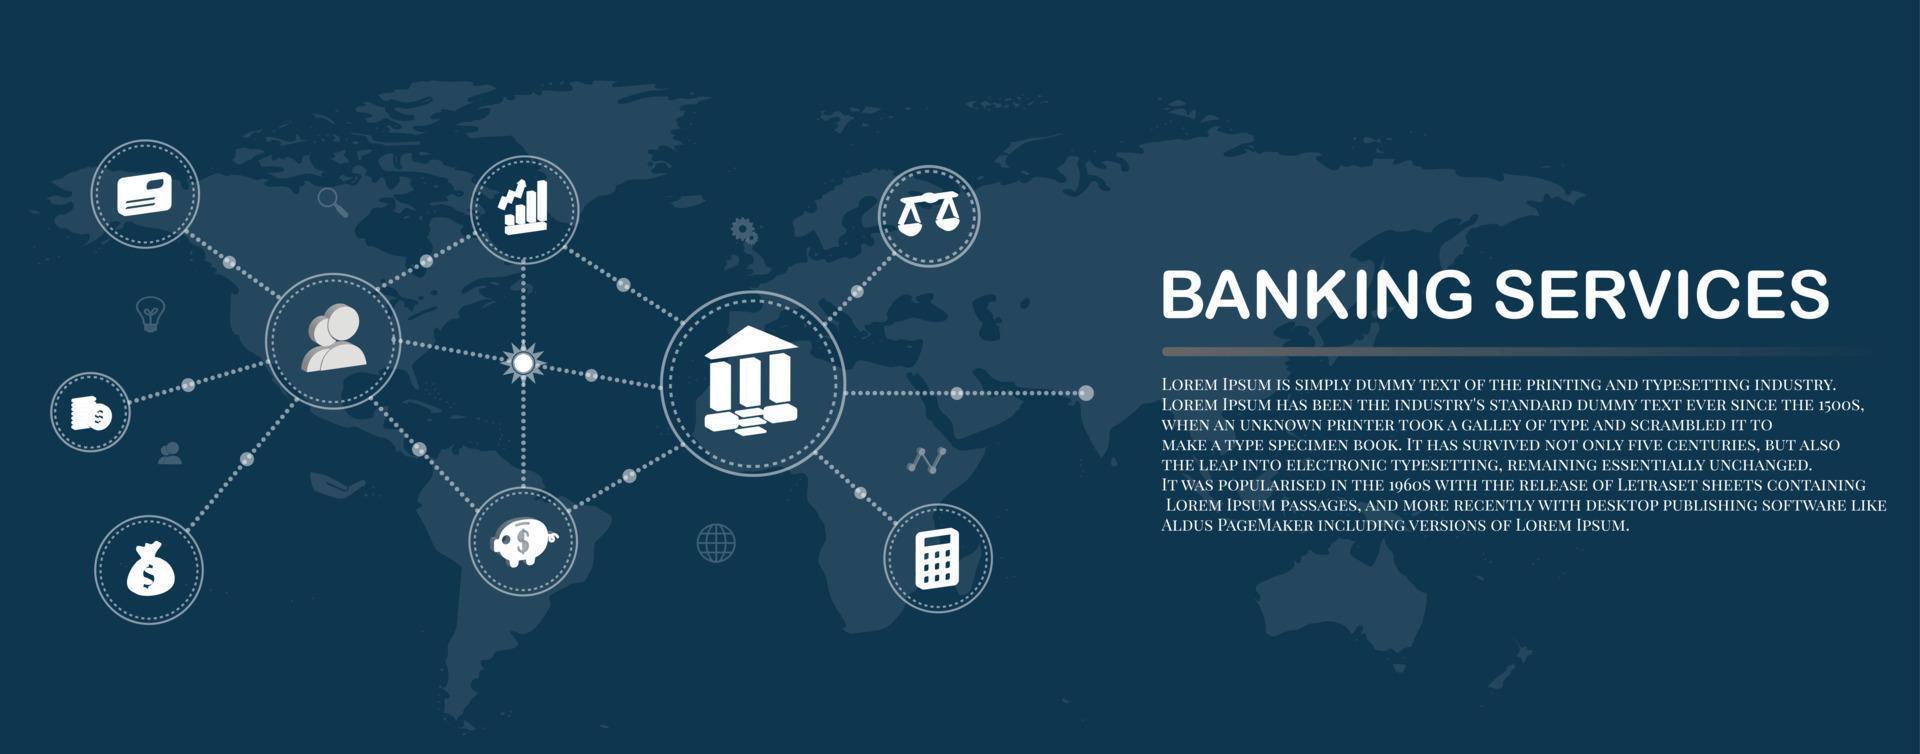 BANKING SERVICES
Lorem Ipsum is simply dummy text of the printing and typesetting industry.
Lorem Ipsum has been the industry's standard dummy text ever since the 1500s,
when an unknown printer took a galley of type and scrambled it to
make a type specimen book. It has survived not only five centuries, but also
the leap into electronic typesetting, remaining essentially unchanged.
It was popularised in the 1960s with the release of Letraset sheets containing
Lorem Ipsum passages, and more recently with desktop publishing software like
Aldus PageMaker including versions of Lorem Ipsum.
$
$
$